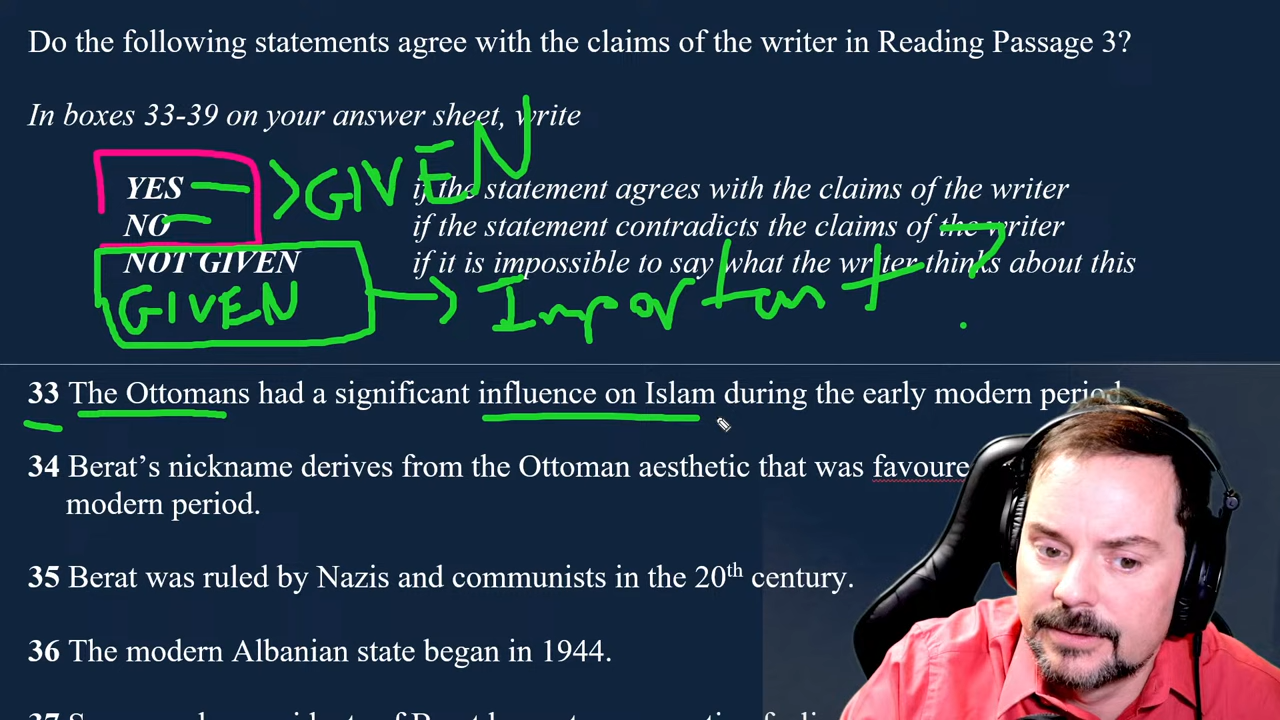 Do the following statements agree with the claims of the writer in Reading Passage 3?
In boxes 33-39 on your answer sheet, write
YES > GIVEN if the statement agrees with the claims of the writer
NO if the statement contradicts the claims of the writer
NOT GIVEN if it is impossible to say what the writer thinks about this
GIVEN Important?
33 The Ottomans had a significant influence on Islam during the early modern period
34 Berat's nickname derives from the Ottoman aesthetic that was favoure
modern period.
35 Berat was ruled by Nazis and communists in the 20th century.
36 The modern Albanian state began in 1944.
37